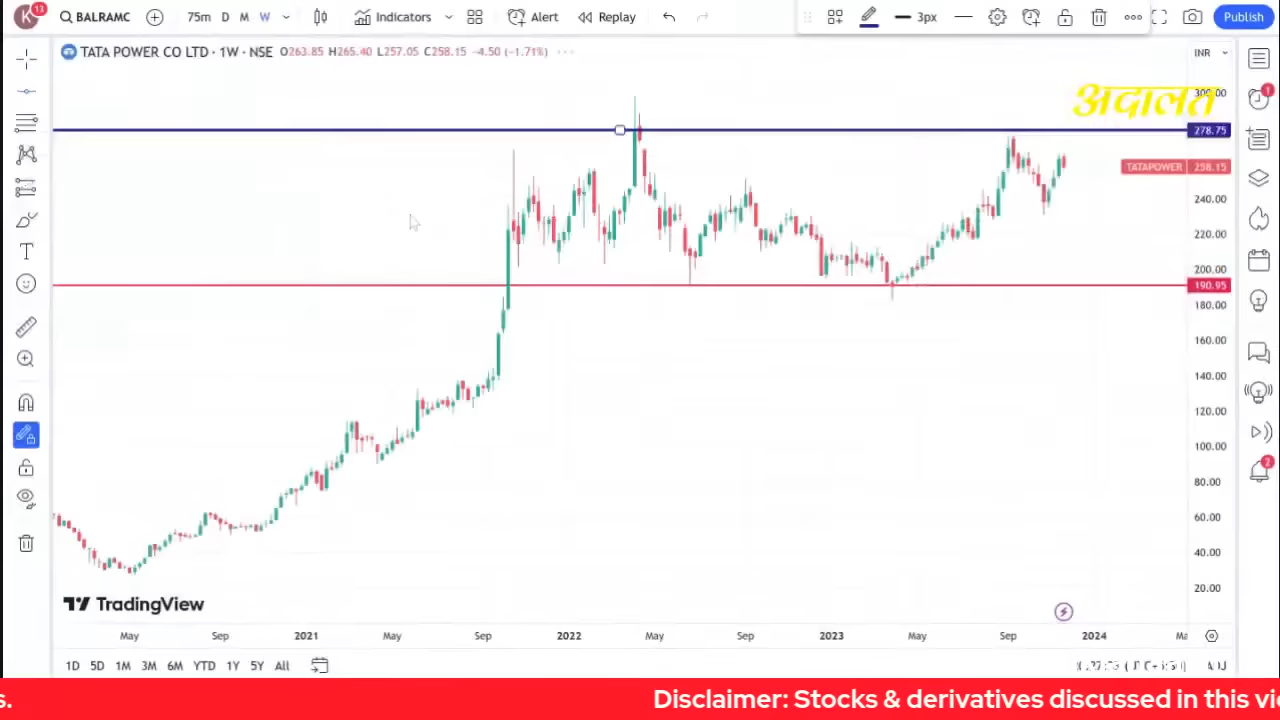 K 13 BALRAMC 75m D M W Indicators Alert Replay 3px Publish
TATA POWER CO LTD · 1W · NSE O263.85 H265.40 L257.05 C258.15 -4.50 (-1.71%) ···
INR
अदालत
300.00
1
278.75
TATAPOWER 258.15
240.00
220.00
200.00
190.95
180.00
160.00
140.00
120.00
100.00
2
80.00
60.00
40.00
20.00
TradingView
May Sep 2021 May Sep 2022 May Sep 2023 May Sep 2024 Ma
1D 5D 1M 3M 6M YTD 1Y 5Y All
s. Disclaimer: Stocks & derivatives discussed in this vi